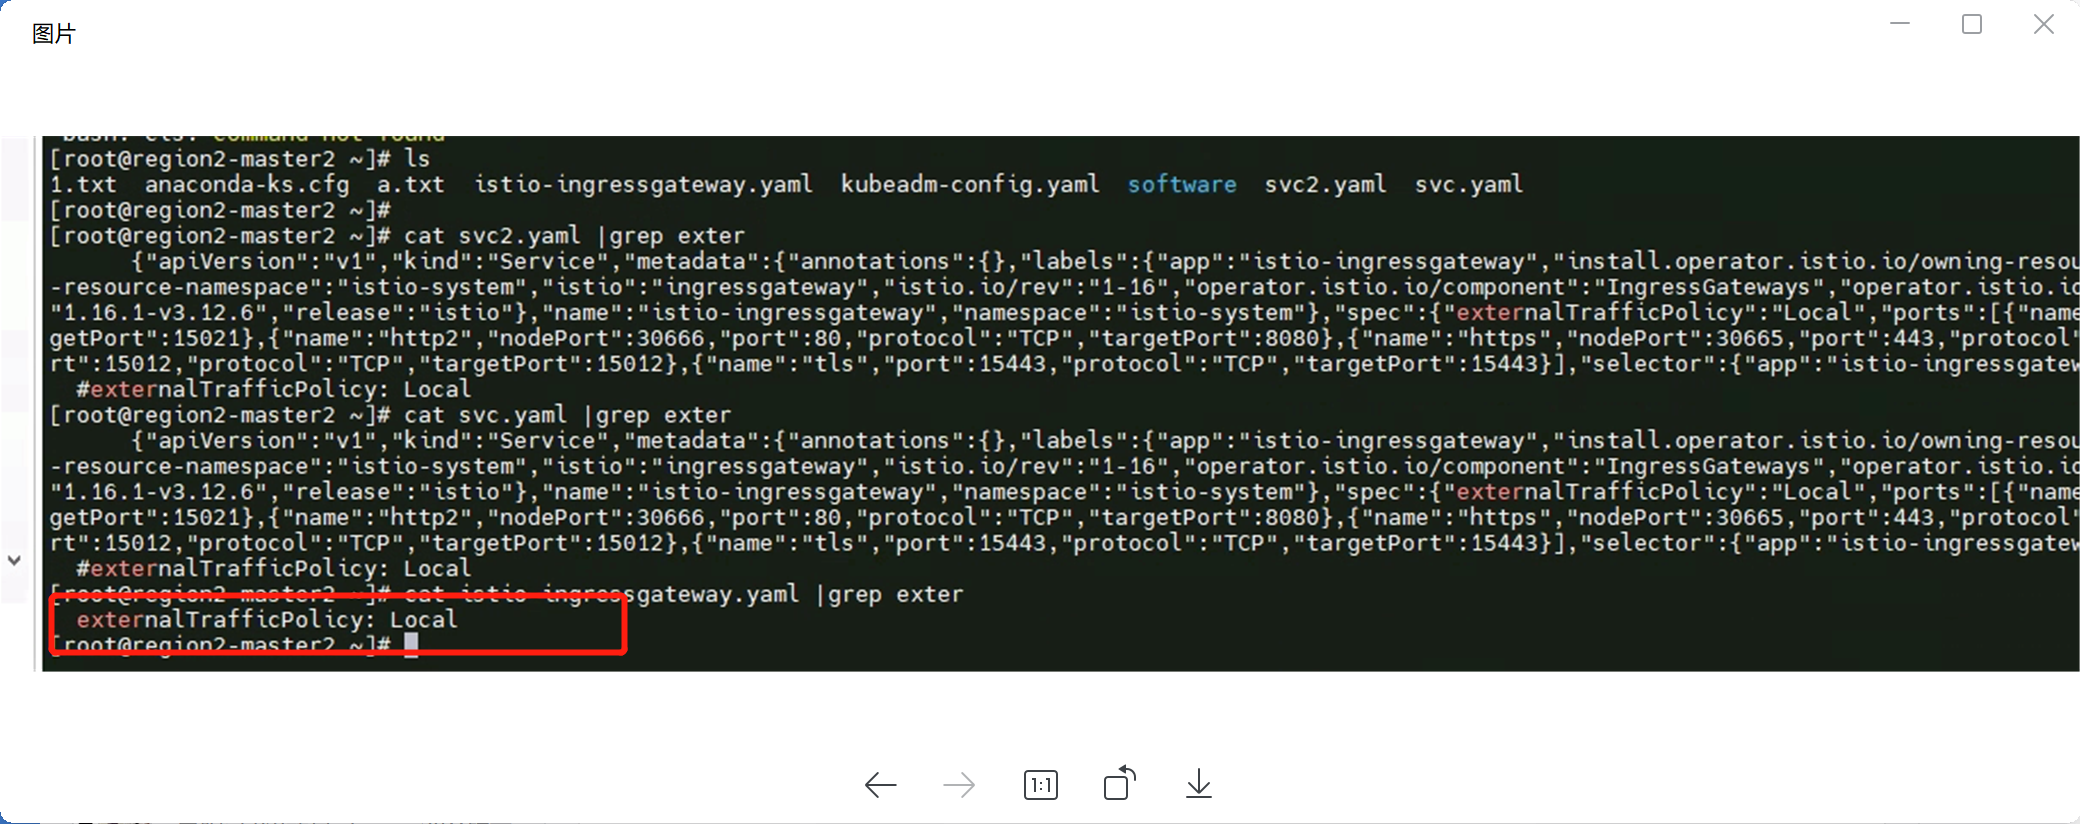 图片
bash: cls: command not found
[root@region2-master2 ~]# ls
1.txt  anaconda-ks.cfg  a.txt  istio-ingressgateway.yaml  kubeadm-config.yaml  software  svc2.yaml  svc.yaml
[root@region2-master2 ~]#
[root@region2-master2 ~]# cat svc2.yaml |grep exter
{"apiVersion":"v1","kind":"Service","metadata":{"annotations":{},"labels":{"app":"istio-ingressgateway","install.operator.istio.io/owning-resou
-resource-namespace":"istio-system","istio":"ingressgateway","istio.io/rev":"1-16","operator.istio.io/component":"IngressGateways","operator.istio.io
"1.16.1-v3.12.6","release":"istio"},"name":"istio-ingressgateway","namespace":"istio-system"},"spec":{"externalTrafficPolicy":"Local","ports":[{"name
getPort":15021},{"name":"http2","nodePort":30666,"port":80,"protocol":"TCP","targetPort":8080},{"name":"https","nodePort":30665,"port":443,"protocol"
rt":15012,"protocol":"TCP","targetPort":15012},{"name":"tls","port":15443,"protocol":"TCP","targetPort":15443}],"selector":{"app":"istio-ingressgatew
#externalTrafficPolicy: Local
[root@region2-master2 ~]# cat svc.yaml |grep exter
{"apiVersion":"v1","kind":"Service","metadata":{"annotations":{},"labels":{"app":"istio-ingressgateway","install.operator.istio.io/owning-resou
-resource-namespace":"istio-system","istio":"ingressgateway","istio.io/rev":"1-16","operator.istio.io/component":"IngressGateways","operator.istio.io
"1.16.1-v3.12.6","release":"istio"},"name":"istio-ingressgateway","namespace":"istio-system"},"spec":{"externalTrafficPolicy":"Local","ports":[{"name
getPort":15021},{"name":"http2","nodePort":30666,"port":80,"protocol":"TCP","targetPort":8080},{"name":"https","nodePort":30665,"port":443,"protocol"
rt":15012,"protocol":"TCP","targetPort":15012},{"name":"tls","port":15443,"protocol":"TCP","targetPort":15443}],"selector":{"app":"istio-ingressgatew
#externalTrafficPolicy: Local
[root@region2-master2 ~]# cat istio-ingressgateway.yaml |grep exter
externalTrafficPolicy: Local
[root@region2-master2 ~]#
1:1